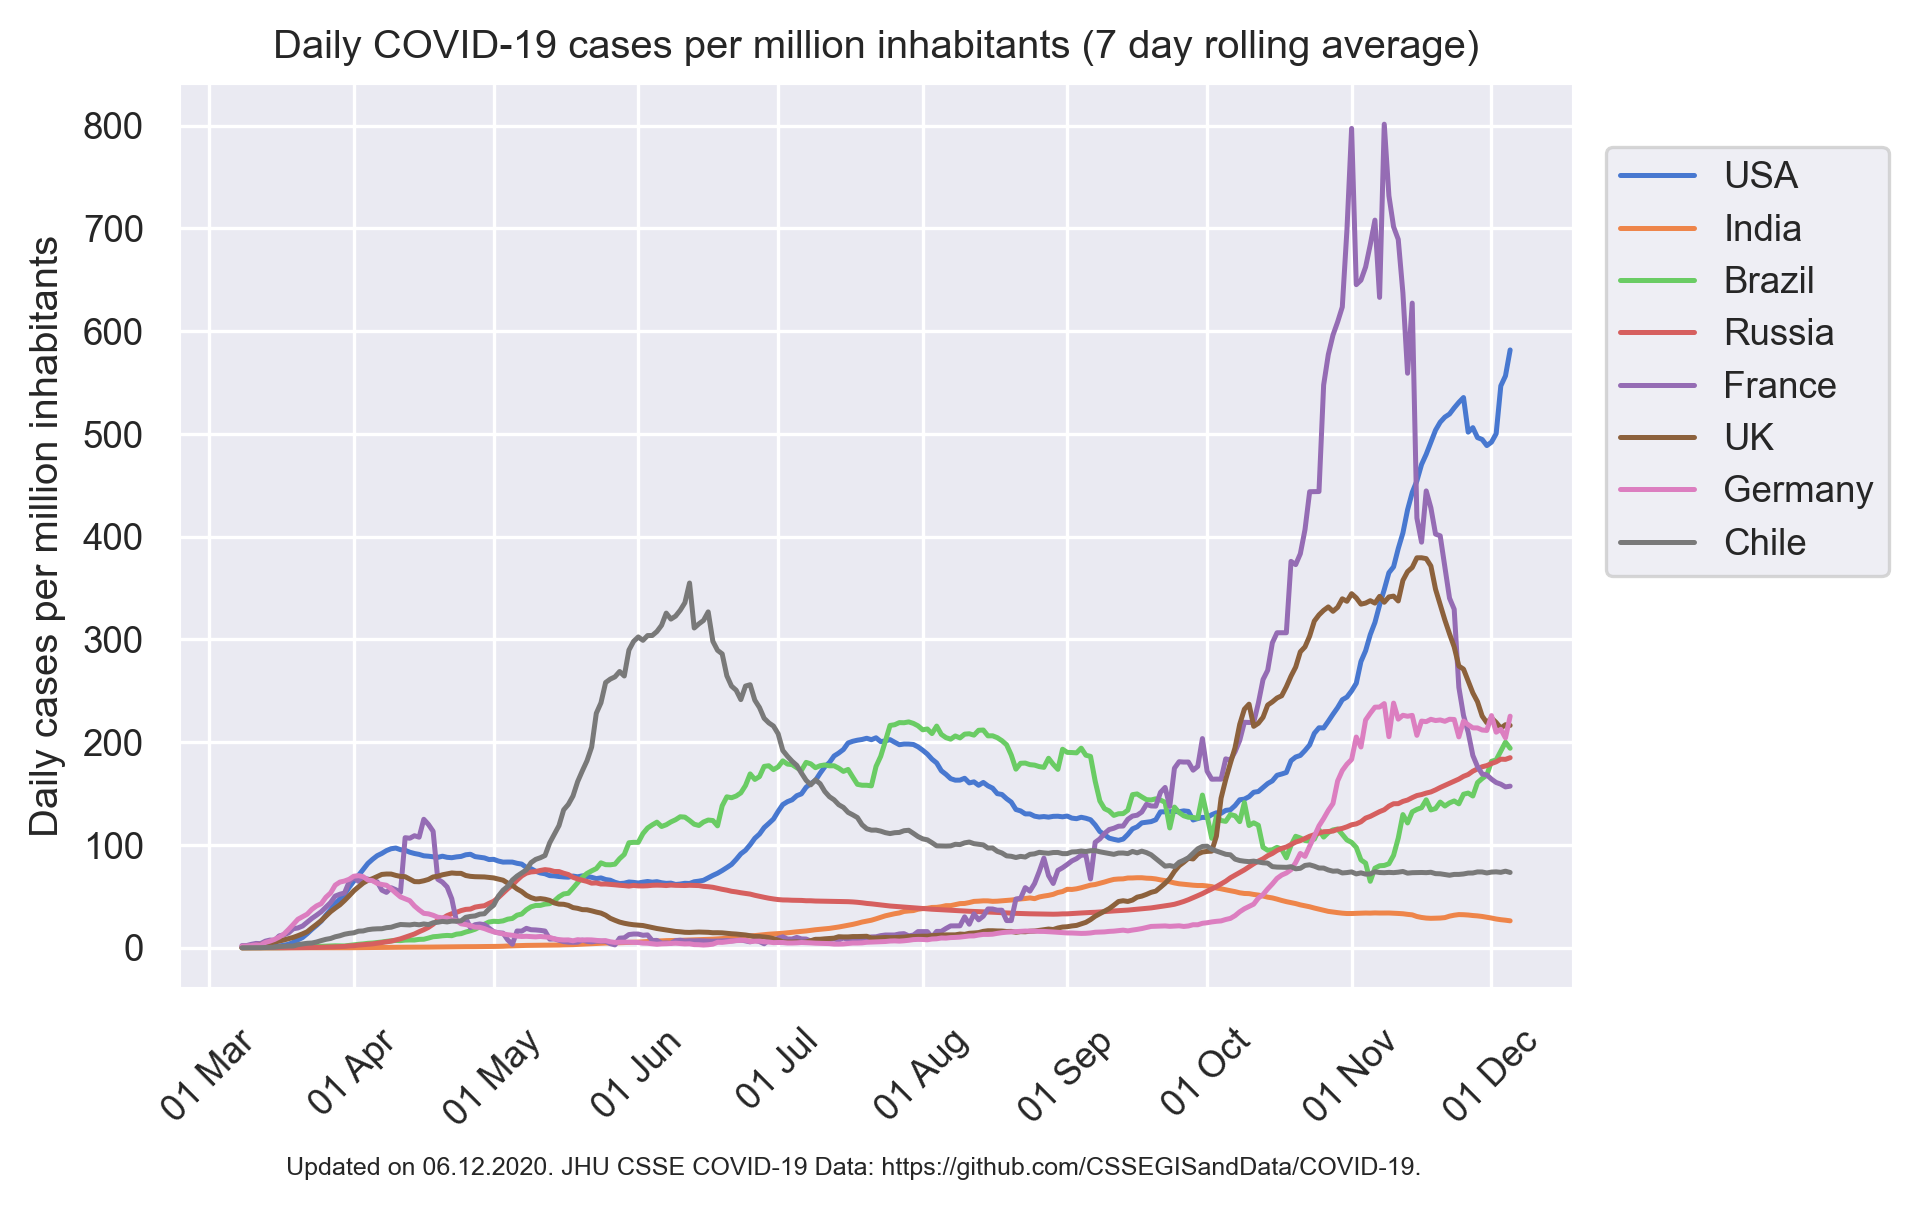 Daily COVID-19 cases per million inhabitants (7 day rolling average)
Daily cases per million inhabitants
800
700
600
500
400
300
200
100
0
01 Mar
01 Apr
01 May
01 Jun
01 Jul
01 Aug
01 Sep
01 Oct
01 Nov
01 Dec
USA
India
Brazil
Russia
France
UK
Germany
Chile
Updated on 06.12.2020. JHU CSSE COVID-19 Data: https://github.com/CSSEGISandData/COVID-19.